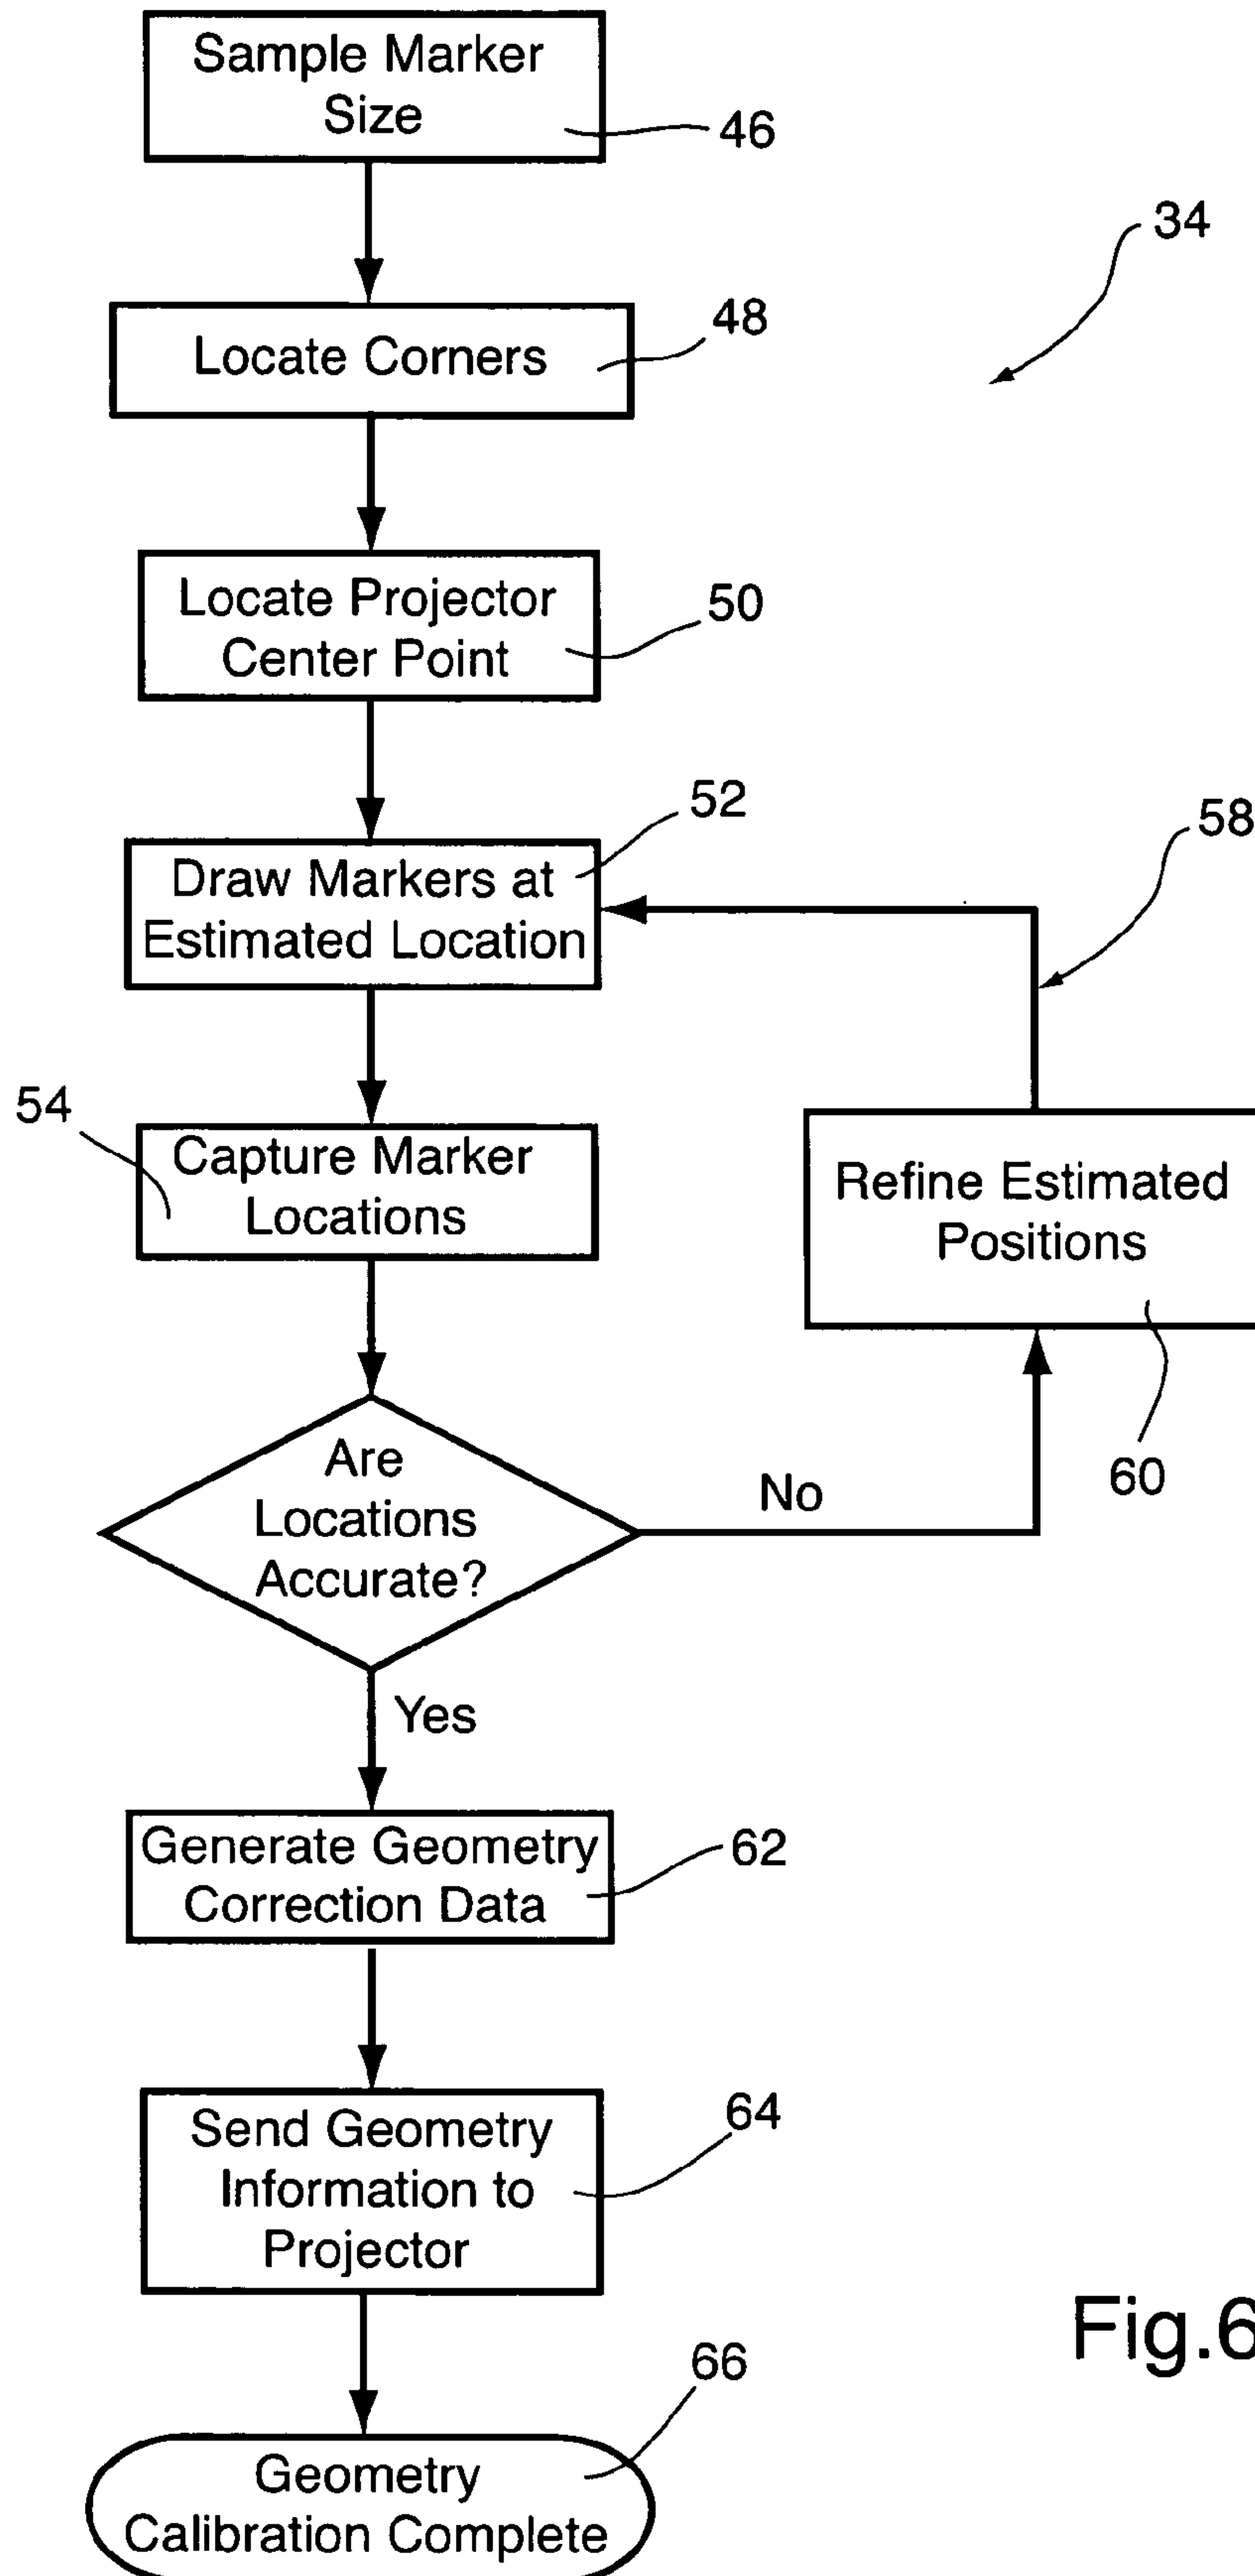 Sample Marker
Size
46
34
Locate Corners
48
Locate Projector
Center Point
50
Draw Markers at
Estimated Location
52
58
54
Capture Marker
Locations
Refine Estimated
Positions
60
Are
Locations
Accurate?
No
Yes
Generate Geometry
Correction Data
62
Send Geometry
Information to
Projector
64
Fig.6
66
Geometry
Calibration Complete